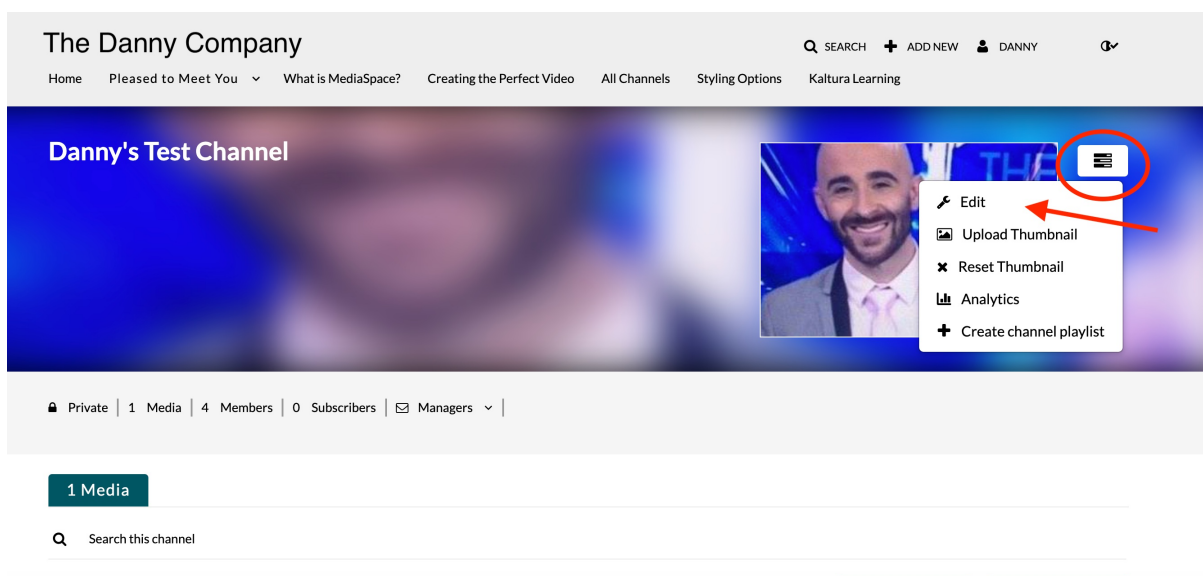 The Danny Company
SEARCH ADD NEW DANNY
Home Pleased to Meet You What is MediaSpace? Creating the Perfect Video All Channels Styling Options Kaltura Learning
Danny's Test Channel
THE
Edit
Upload Thumbnail
Reset Thumbnail
Analytics
Create channel playlist
Private | 1 Media | 4 Members | 0 Subscribers | Managers |
1 Media
Search this channel